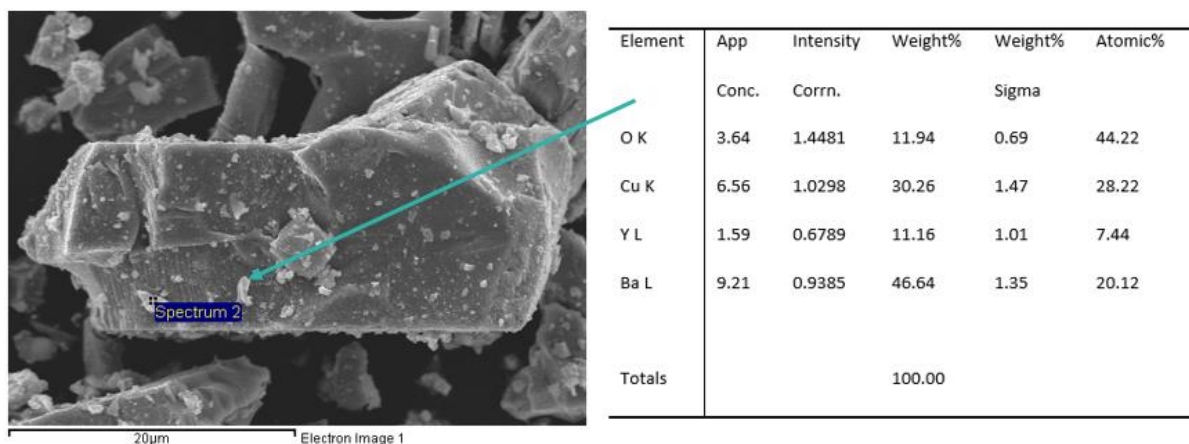 Spectrum 2
20µm Electron Image 1
Element App Intensity Weight% Weight% Atomic%
Conc. Corrn. Sigma
O K 3.64 1.4481 11.94 0.69 44.22
Cu K 6.56 1.0298 30.26 1.47 28.22
Y L 1.59 0.6789 11.16 1.01 7.44
Ba L 9.21 0.9385 46.64 1.35 20.12
Totals 100.00